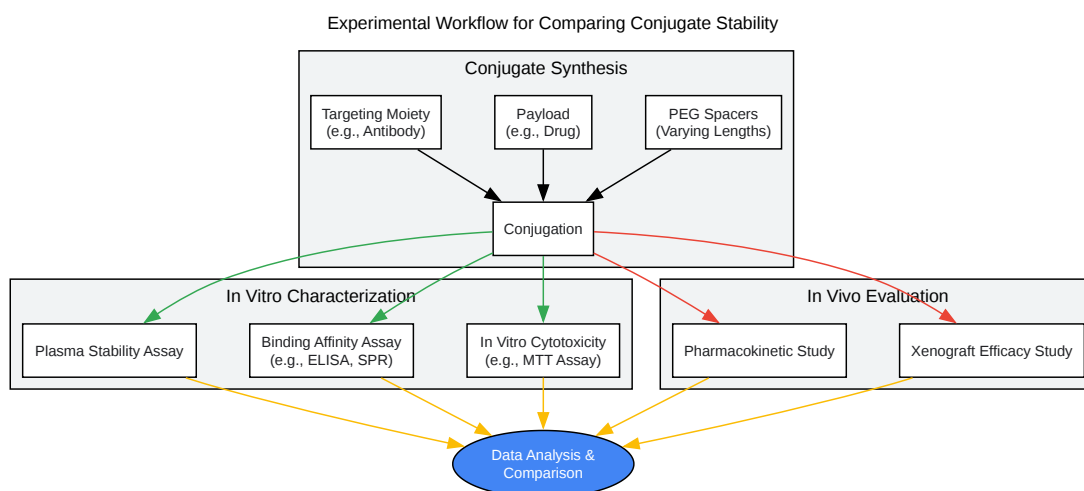 Experimental Workflow for Comparing Conjugate Stability
Conjugate Synthesis
Targeting Moiety
(e.g., Antibody)
Payload
(e.g., Drug)
PEG Spacers
(Varying Lengths)
Conjugation
In Vitro Characterization
Plasma Stability Assay
Binding Affinity Assay
(e.g., ELISA, SPR)
In Vitro Cytotoxicity
(e.g., MTT Assay)
In Vivo Evaluation
Pharmacokinetic Study
Xenograft Efficacy Study
Data Analysis &
Comparison